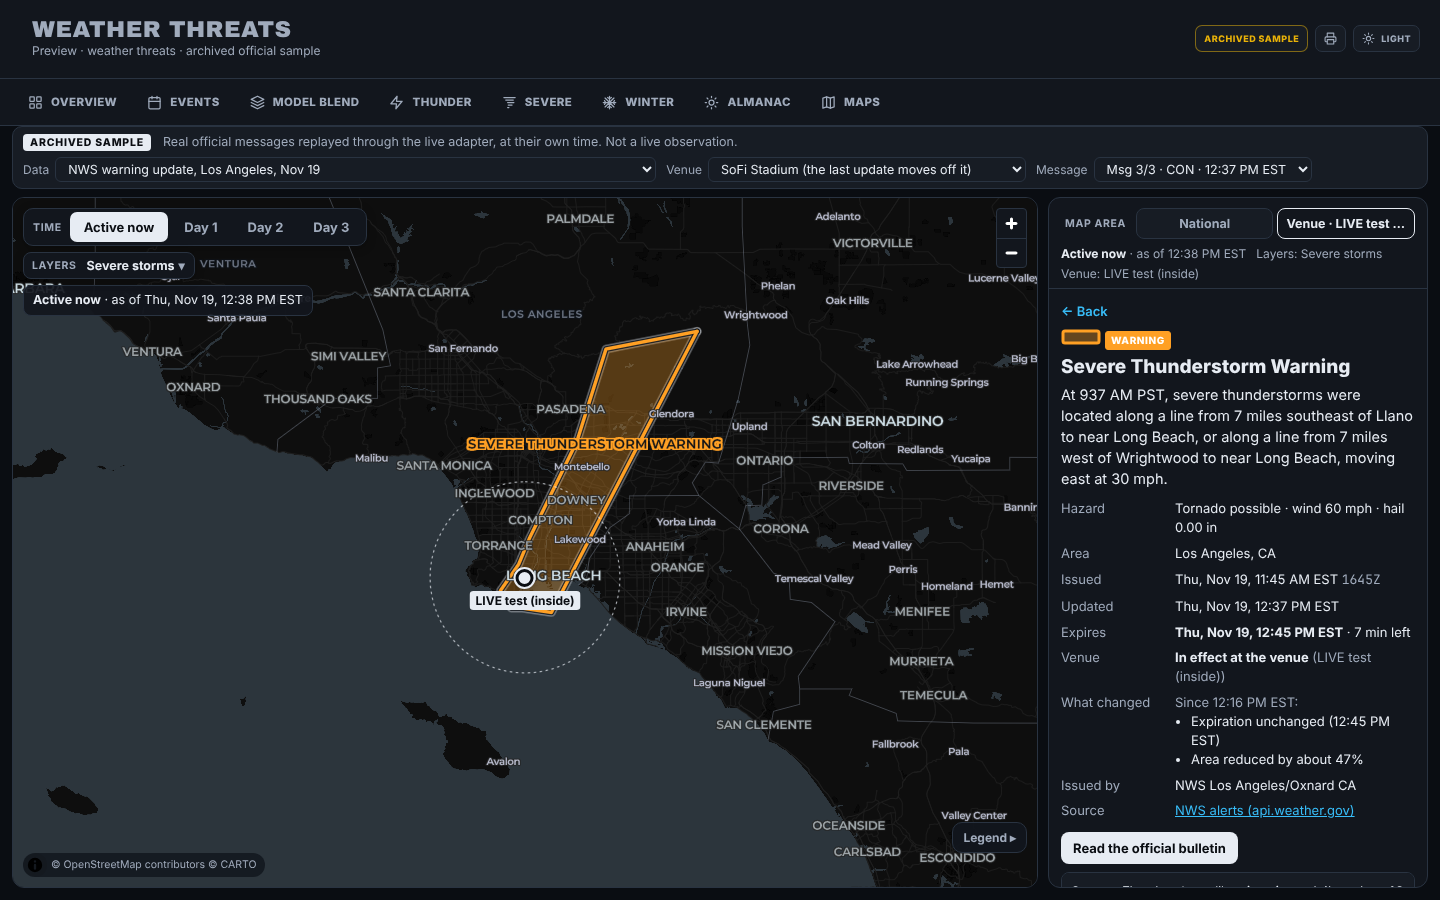 WEATHER THREATS
Preview · weather threats · archived official sample
ARCHIVED SAMPLE
LIGHT
OVERVIEW
EVENTS
MODEL BLEND
THUNDER
SEVERE
WINTER
ALMANAC
MAPS
ARCHIVED SAMPLE Real official messages replayed through the live adapter, at their own time. Not a live observation.
Data NWS warning update, Los Angeles, Nov 19
Venue SoFi Stadium (the last update moves off it)
Message Msg 3/3 · CON · 12:37 PM EST
TIME Active now Day 1 Day 2 Day 3
LAYERS Severe storms ▾
Active now · as of Thu, Nov 19, 12:38 PM EST
+
−
PALMDALE
Adelanto
VICTORVILLE
VENTURA
Lucerne Valley
SANTA CLARITA
Phelan
Oak Hills
LOS ANGELES
Wrightwood
Santa Paula
VENTURA
SIMI VALLEY
San Fernando
Lake Arrowhead
Big B
Running Springs
OXNARD
THOUSAND OAKS
PASADENA
Glendora
Upland
SAN BERNARDINO
SEVERE THUNDERSTORM WARNING
Colton
Redlands
Yucaipa
Malibu
SANTA MONICA
Montebello
ONTARIO
INGLEWOOD
DOWNEY
RIVERSIDE
Bannin
COMPTON
Yorba Linda
CORONA
TORRANCE
Lakewood
ANAHEIM
Mead Valley
ORANGE
Perris
LONG BEACH
Temescal Valley
Homeland
Hemet
LIVE test (inside)
IRVINE
MENIFEE
MISSION VIEJO
MURRIETA
Laguna Niguel
TEMECULA
SAN CLEMENTE
Fallbrook
Pala
Avalon
Valley Center
OCEANSIDE
Legend ▸
CARLSBAD
ESCONDIDO
© OpenStreetMap contributors © CARTO
MAP AREA National Venue · LIVE test ...
Active now · as of 12:38 PM EST Layers: Severe storms
Venue: LIVE test (inside)
← Back
WARNING
Severe Thunderstorm Warning
At 937 AM PST, severe thunderstorms were
located along a line from 7 miles southeast of Llano
to near Long Beach, or along a line from 7 miles
west of Wrightwood to near Long Beach, moving
east at 30 mph.
Hazard Tornado possible · wind 60 mph · hail
0.00 in
Area Los Angeles, CA
Issued Thu, Nov 19, 11:45 AM EST 1645Z
Updated Thu, Nov 19, 12:37 PM EST
Expires Thu, Nov 19, 12:45 PM EST · 7 min left
Venue In effect at the venue (LIVE test
(inside))
What changed Since 12:16 PM EST:
• Expiration unchanged (12:45 PM
EST)
• Area reduced by about 47%
Issued by NWS Los Angeles/Oxnard CA
Source NWS alerts (api.weather.gov)
Read the official bulletin